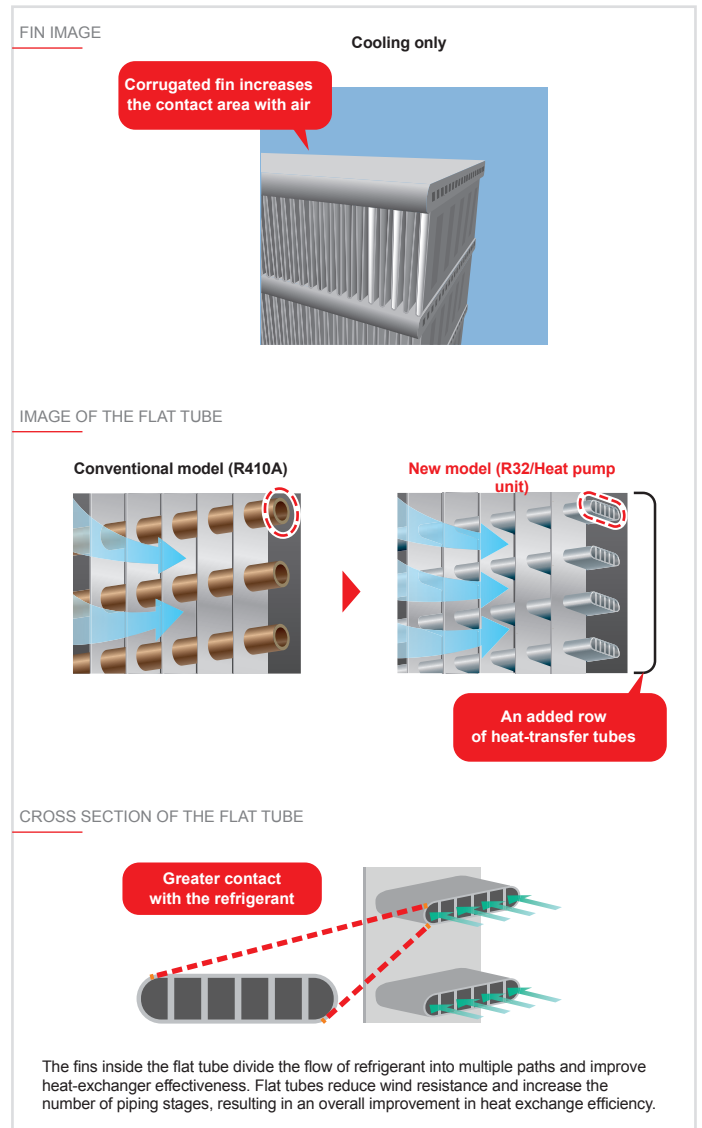 FIN IMAGE
Cooling only
Corrugated fin increases
the contact area with air
IMAGE OF THE FLAT TUBE
Conventional model (R410A)
New model (R32/Heat pump
unit)
An added row
of heat-transfer tubes
CROSS SECTION OF THE FLAT TUBE
Greater contact
with the refrigerant
The fins inside the flat tube divide the flow of refrigerant into multiple paths and improve
heat-exchanger effectiveness. Flat tubes reduce wind resistance and increase the
number of piping stages, resulting in an overall improvement in heat exchange efficiency.